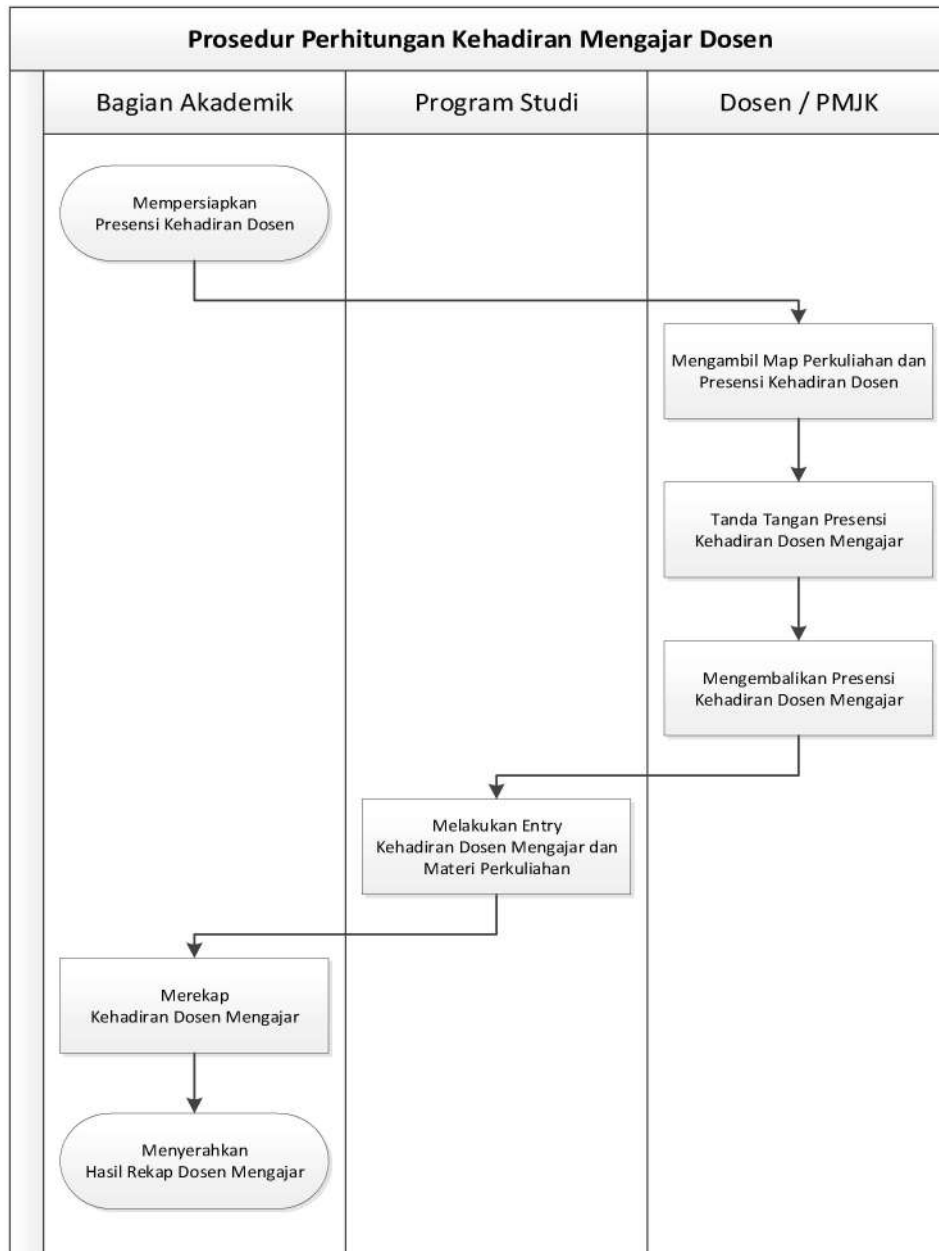 Prosedur Perhitungan Kehadiran Mengajar Dosen
Bagian Akademik
Program Studi
Dosen / PMJK
Mempersiapkan
Presensi Kehadiran Dosen
Mengambil Map Perkuliahan dan
Presensi Kehadiran Dosen
Tanda Tangan Presensi
Kehadiran Dosen Mengajar
Mengembalikan Presensi
Kehadiran Dosen Mengajar
Melakukan Entry
Kehadiran Dosen Mengajar dan
Materi Perkuliahan
Merekap
Kehadiran Dosen Mengajar
Menyerahkan
Hasil Rekap Dosen Mengajar